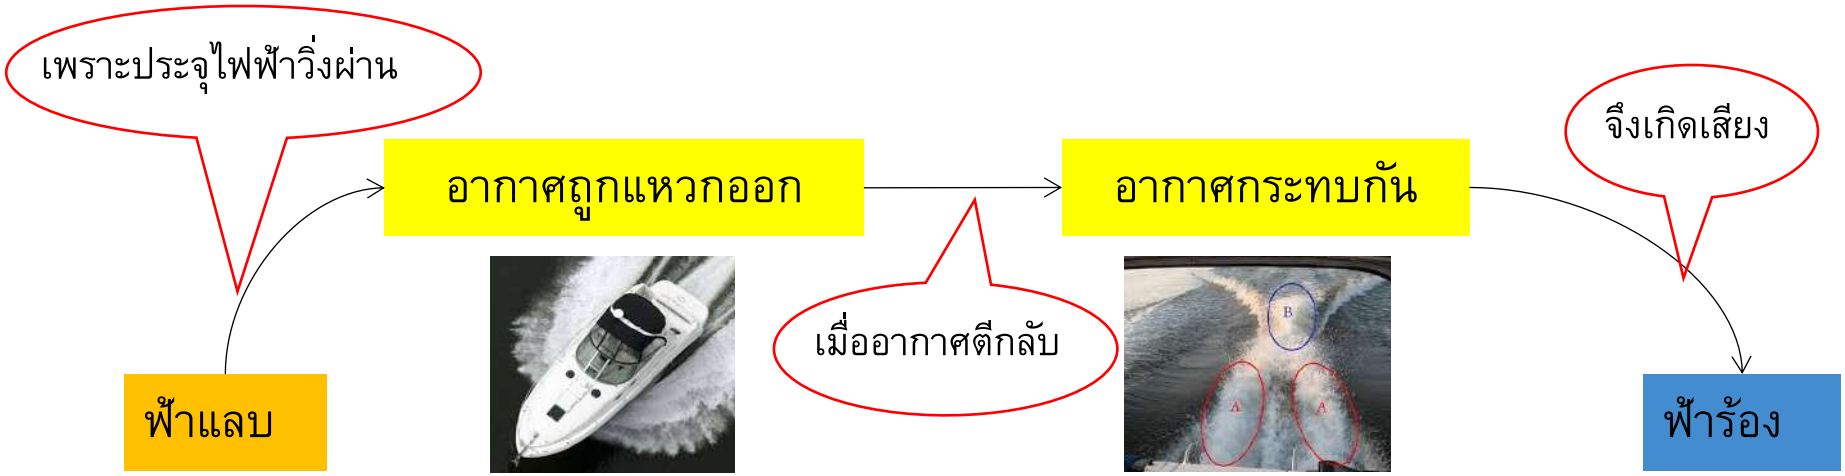 เพราะประจุไฟฟ้าวิ่งผ่าน
จึงเกิดเสียง
อากาศถูกแหวกออก
อากาศกระทบกัน
เมื่ออากาศตีกลับ
B
A
A
ฟ้าแลบ
ฟ้าร้อง